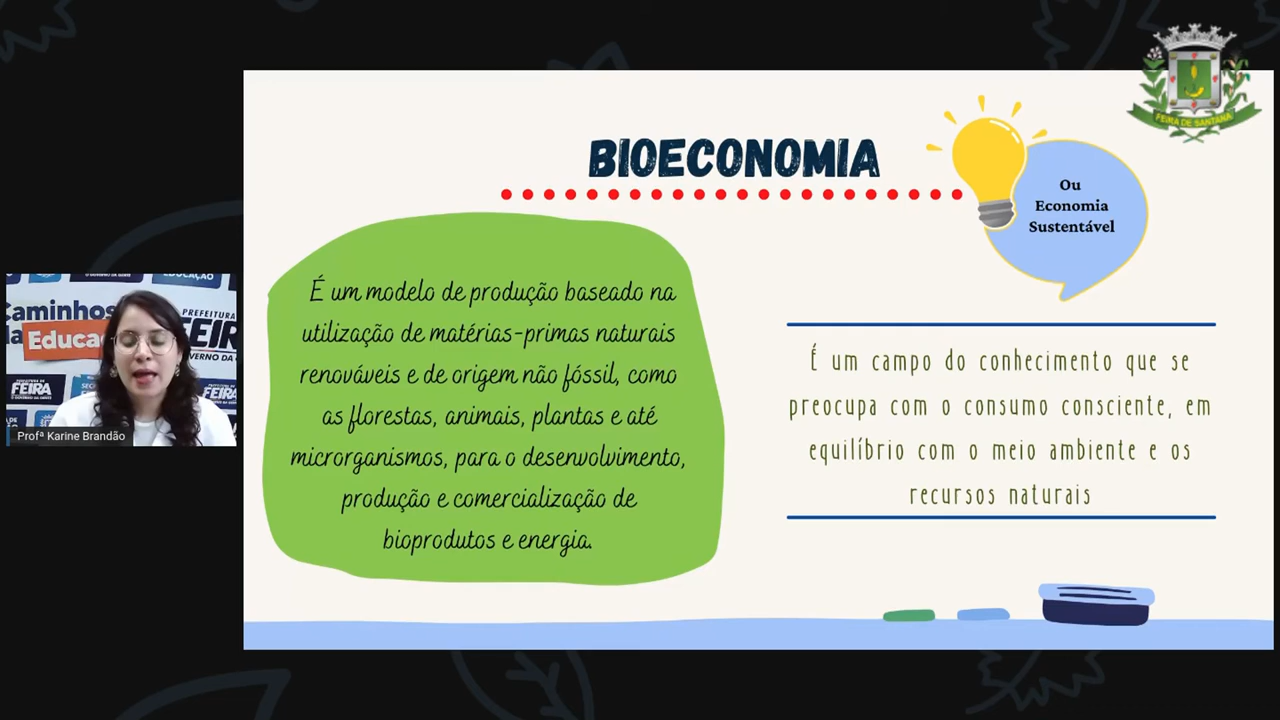 FEIRA DE SANTANA
BIOECONOMIA
Ou
Economia
Sustentável
É um modelo de produção baseado na
utilização de matérias-primas naturais
renováveis e de origem não fóssil, como
as florestas, animais, plantas e até
microrganismos, para o desenvolvimento,
produção e comercialização de
bioprodutos e energia.
É um campo do conhecimento que se
preocupa com o consumo consciente, em
equilíbrio com o meio ambiente e os
recursos naturais
Caminhos
da
Educa
PREFEITURA
FEIR
EDUCAÇÃO
FEIRA
FEIRA
Profª Karine Brandão